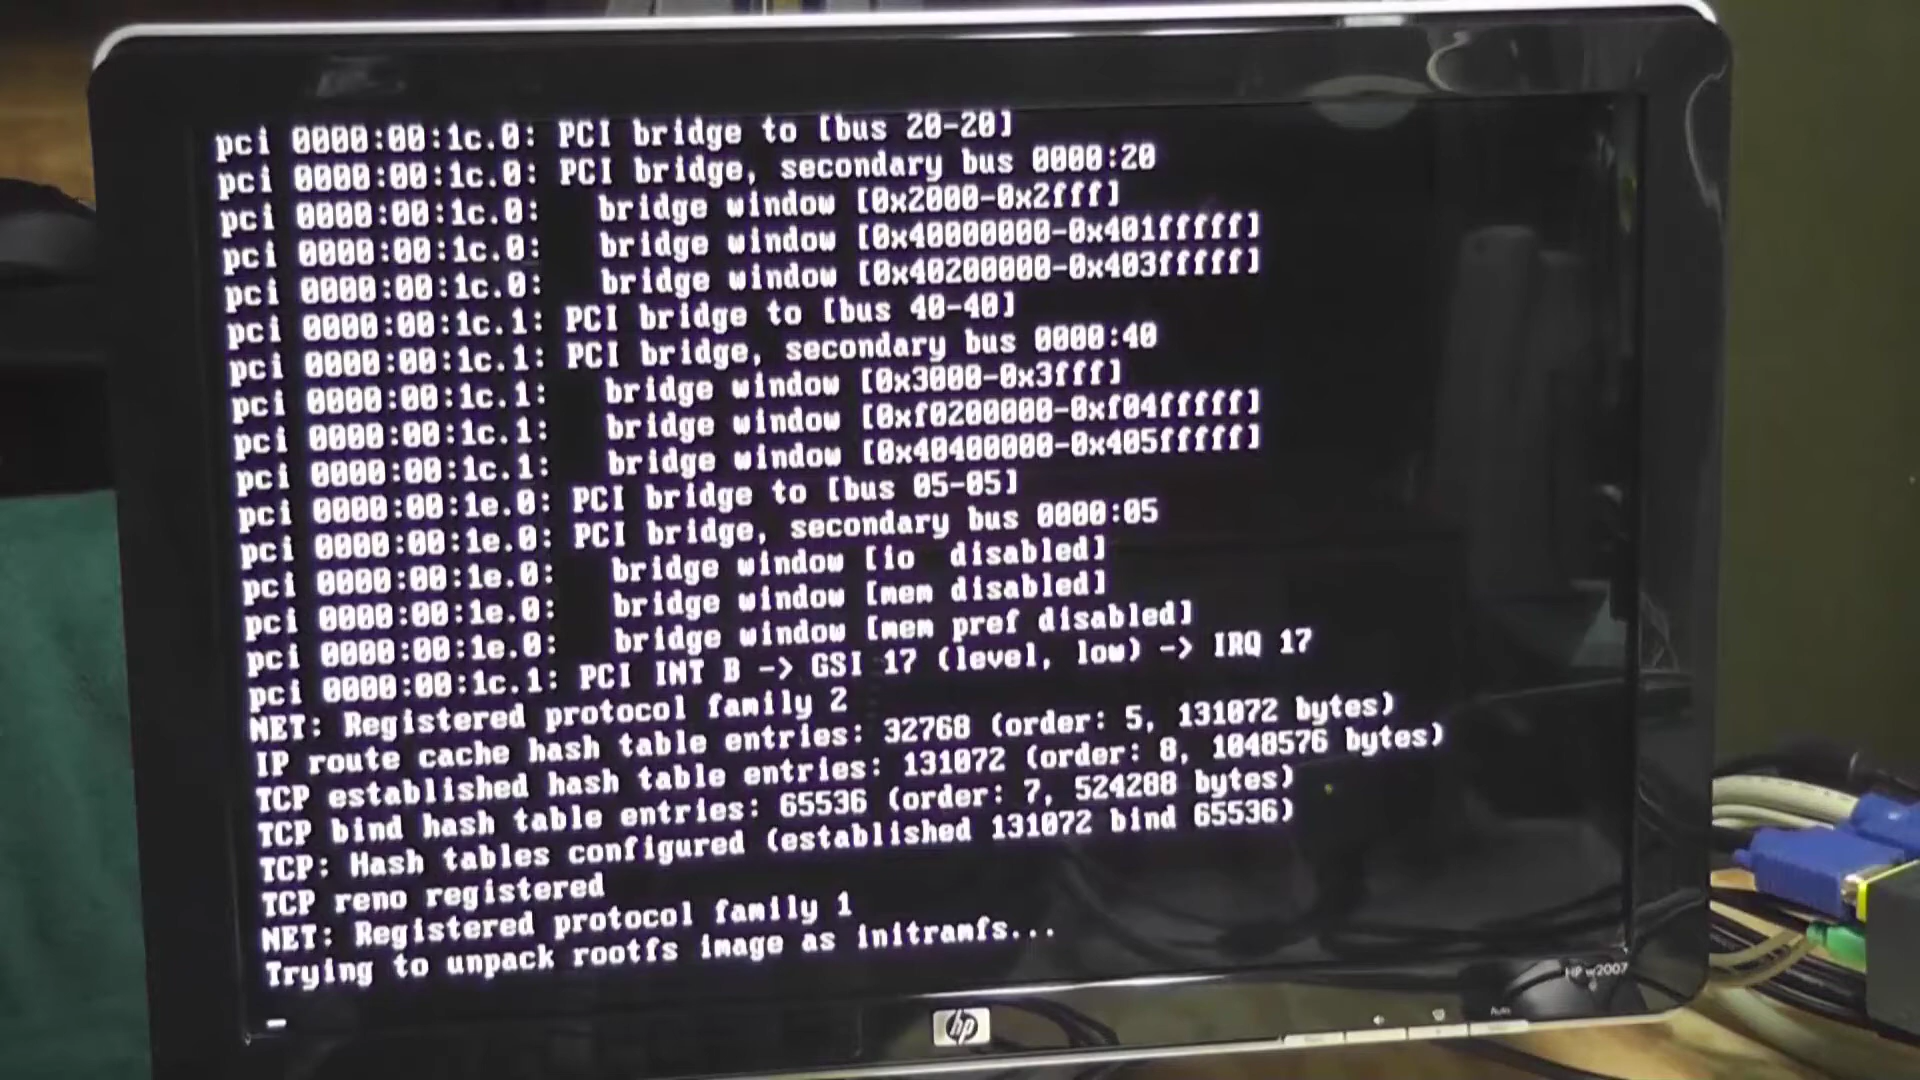 pci 0000:00:1c.0: PCI bridge to [bus 20-20]
pci 0000:00:1c.0: PCI bridge, secondary bus 0000:20
pci 0000:00:1c.0:   bridge window [0x2000-0x2fff]
pci 0000:00:1c.0:   bridge window [0x40000000-0x401fffff]
pci 0000:00:1c.0:   bridge window [0x40200000-0x403fffff]
pci 0000:00:1c.1: PCI bridge to [bus 40-40]
pci 0000:00:1c.1: PCI bridge, secondary bus 0000:40
pci 0000:00:1c.1:   bridge window [0x3000-0x3fff]
pci 0000:00:1c.1:   bridge window [0xf0200000-0xf04fffff]
pci 0000:00:1c.1:   bridge window [0x40400000-0x405fffff]
pci 0000:00:1e.0: PCI bridge to [bus 05-05]
pci 0000:00:1e.0: PCI bridge, secondary bus 0000:05
pci 0000:00:1e.0:   bridge window [io  disabled]
pci 0000:00:1e.0:   bridge window [mem disabled]
pci 0000:00:1e.0:   bridge window [mem pref disabled]
pci 0000:00:1c.1: PCI INT B -> GSI 17 (level, low) -> IRQ 17
NET: Registered protocol family 2
IP route cache hash table entries: 32768 (order: 5, 131072 bytes)
TCP established hash table entries: 131072 (order: 8, 1048576 bytes)
TCP bind hash table entries: 65536 (order: 7, 524288 bytes)
TCP: Hash tables configured (established 131072 bind 65536)
TCP reno registered
NET: Registered protocol family 1
Trying to unpack rootfs image as initramfs...
HP w2007
hp
Auto